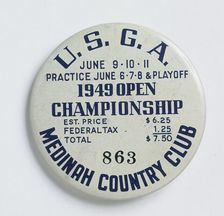 U.S.G.A.
JUNE 9·10·11
PRACTICE JUNE 6·7·8 & PLAYOFF
1949 OPEN
CHAMPIONSHIP
EST. PRICE $6.25
FEDERAL TAX 1.25
TOTAL $7.50
863
MEDINAH COUNTRY CLUB